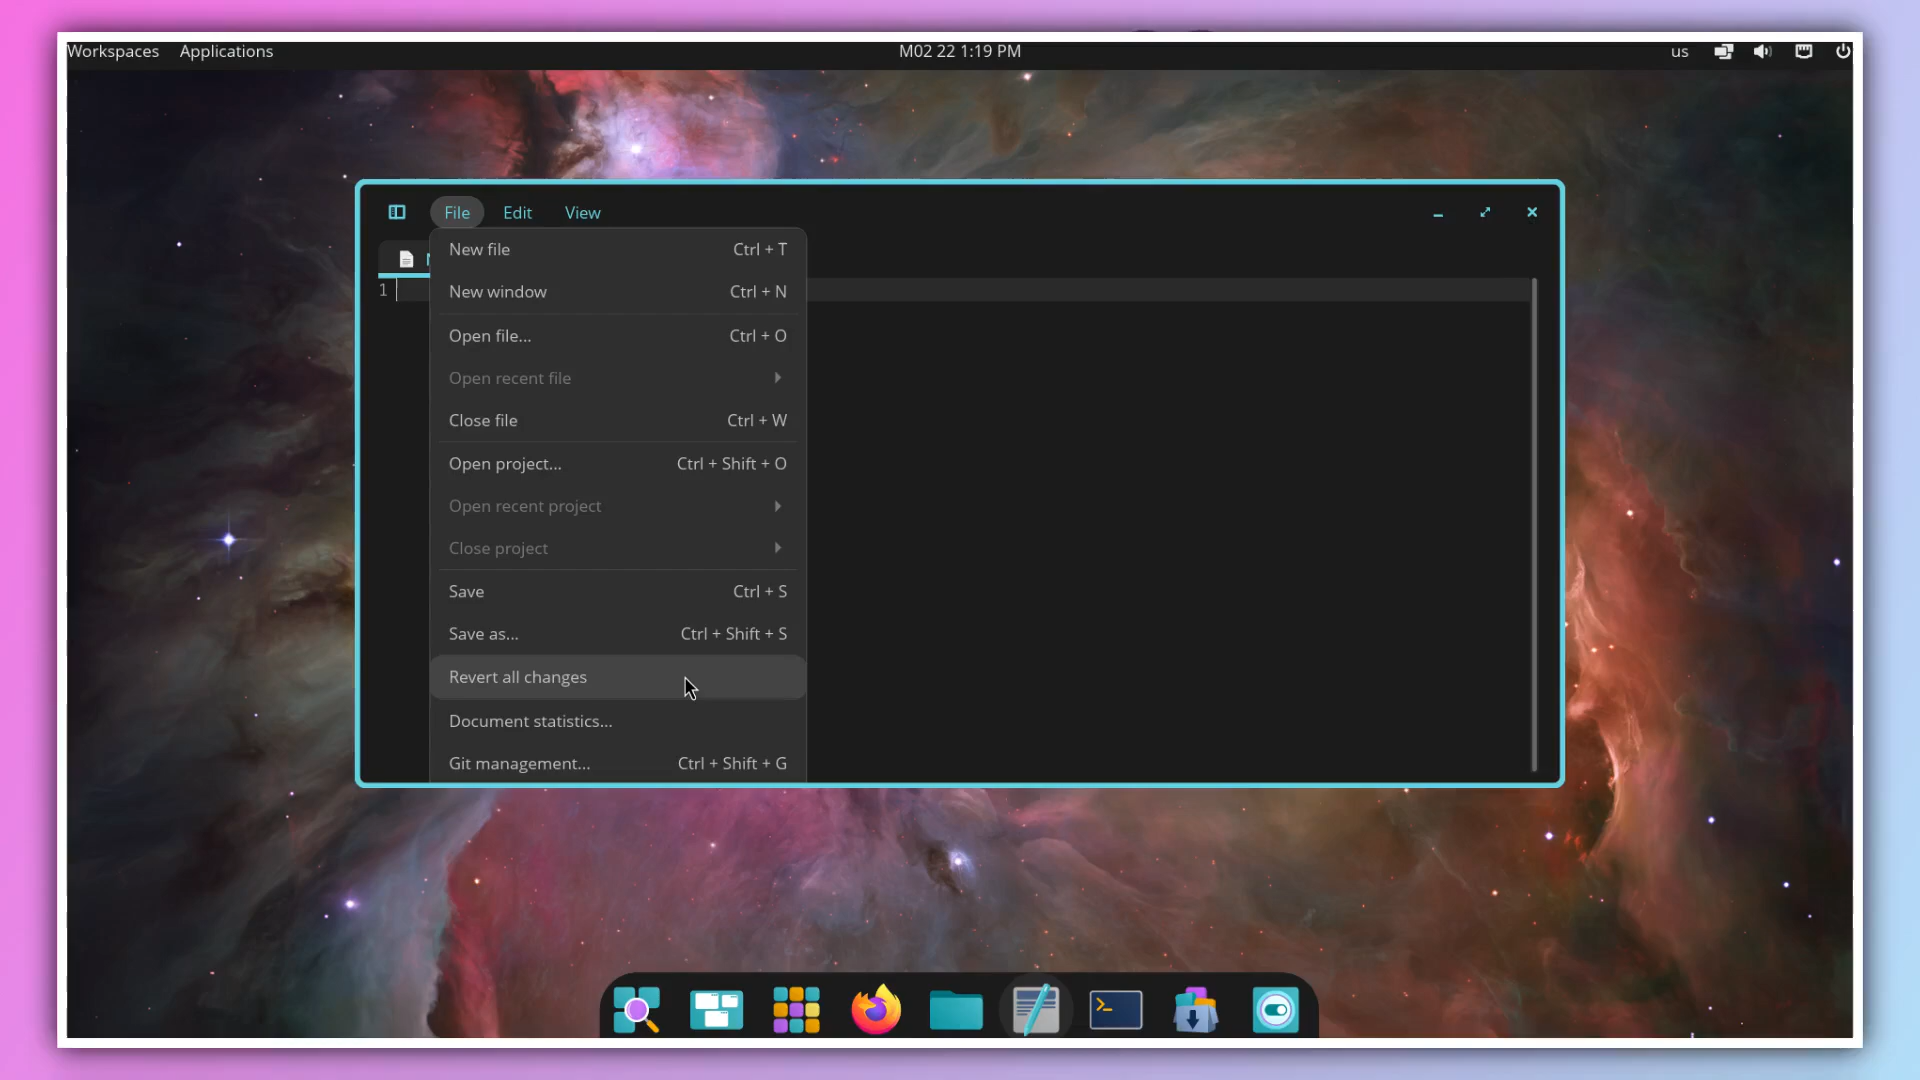 Workspaces Applications M02 22 1:19 PM us
File Edit View
New file Ctrl + T
New window Ctrl + N
1
Open file... Ctrl + O
Open recent file
Close file Ctrl + W
Open project... Ctrl + Shift + O
Open recent project
Close project
Save Ctrl + S
Save as... Ctrl + Shift + S
Revert all changes
Document statistics...
Git management... Ctrl + Shift + G